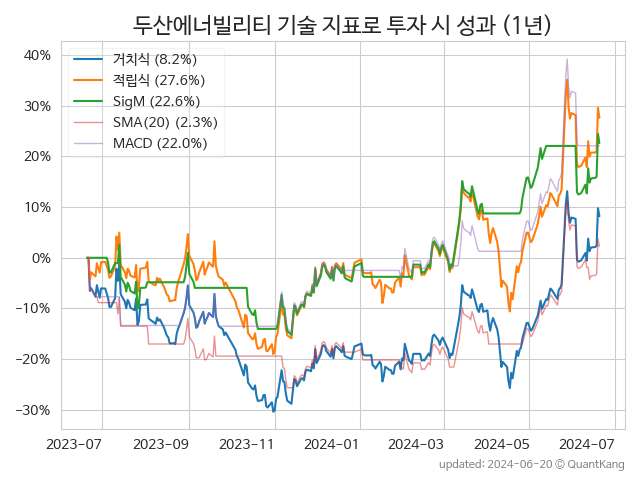 두산에너빌리티 기술 지표로 투자 시 성과 (1년)
거치식 (8.2%)
적립식 (27.6%)
SigM (22.6%)
SMA(20) (2.3%)
MACD (22.0%)
40%
30%
20%
10%
0%
−10%
−20%
−30%
2023-07 2023-09 2023-11 2024-01 2024-03 2024-05 2024-07
updated: 2024-06-20 © QuantKang